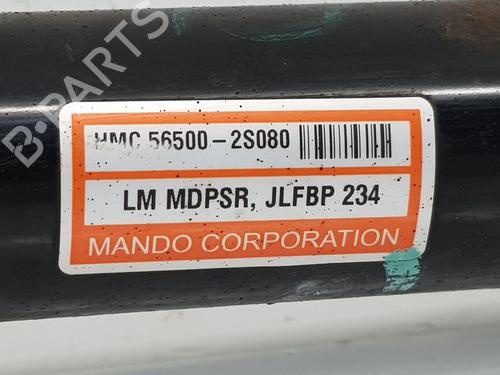 B-PARTS
HMC 56500-2S080
LM MDPSR, JLFBP 234
MANDO CORPORATION